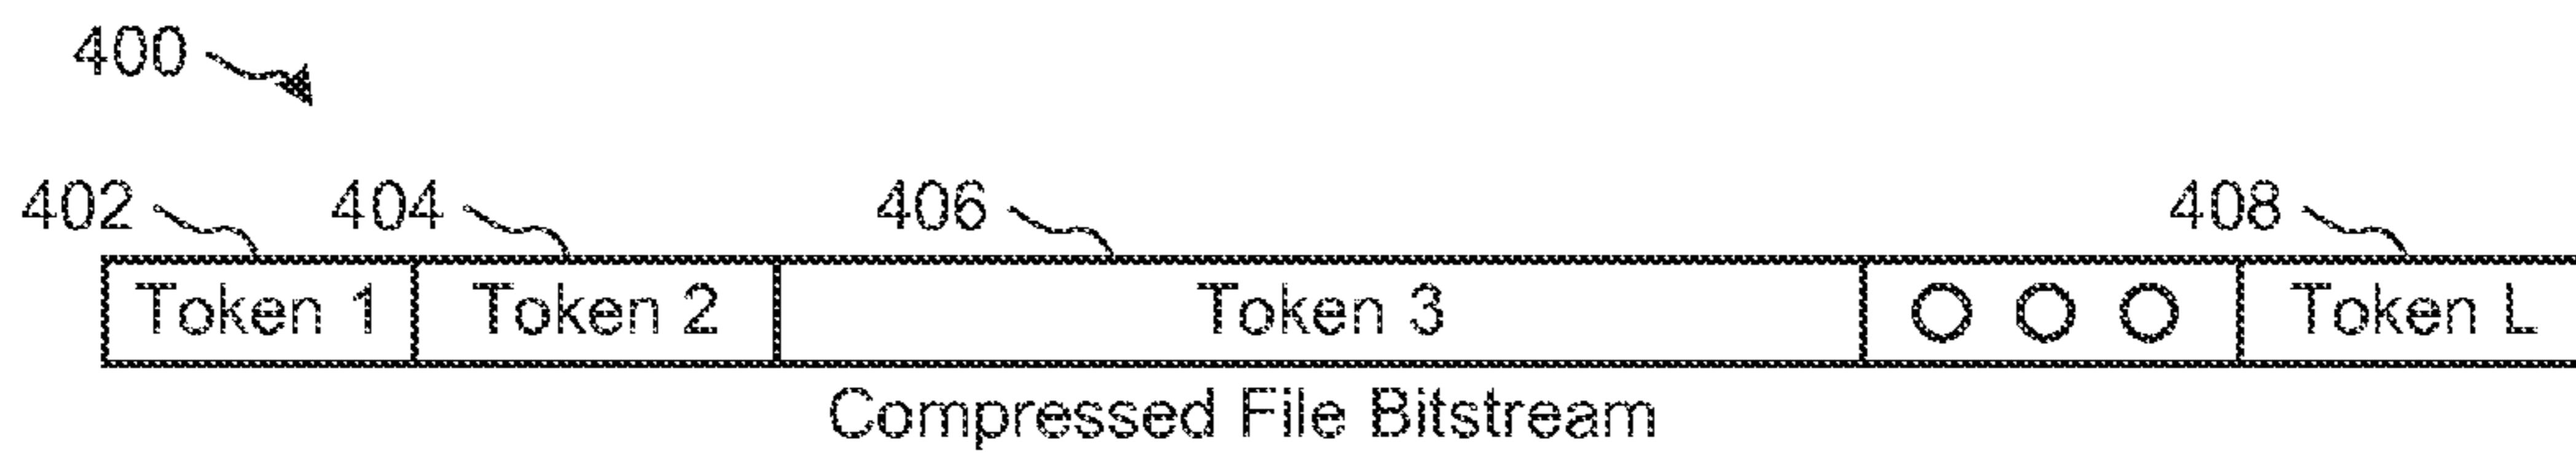 400
402 404 406 408
Token 1 Token 2 Token 3 Token L
Compressed File Bitstream